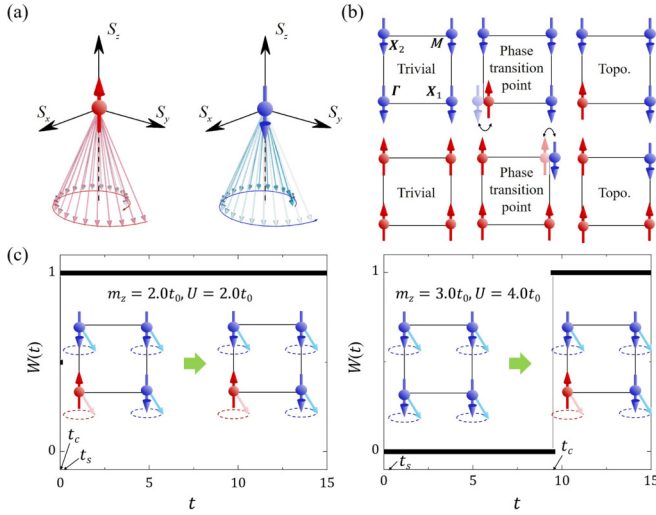 (a)
S_z
S_x
S_y
S_z
S_x
S_y
(b)
X_2
M
Trivial
Γ
X_1
Phase
transition
point
Topo.
Trivial
Phase
transition
point
Topo.
(c)
W(t)
1
0
m_z = 2.0t_0, U = 2.0t_0
t_c
t_s
0
5
10
15
t
W(t)
1
0
m_z = 3.0t_0, U = 4.0t_0
t_s
t_c
0
5
10
15
t